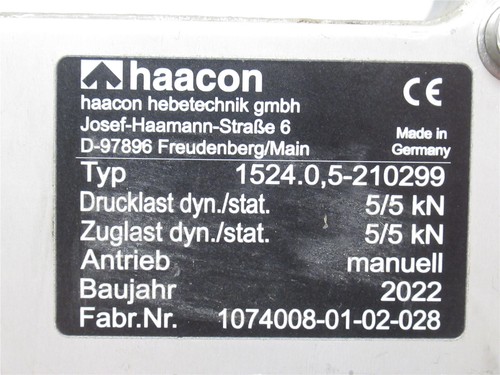 haacon
haacon hebetechnik gmbh
Josef-Haamann-Straße 6
D-97896 Freudenberg/Main
CE
Made in
Germany
Typ 1524.0,5-210299
Drucklast dyn./stat. 5/5 kN
Zuglast dyn./stat. 5/5 kN
Antrieb manuell
Baujahr 2022
Fabr.Nr. 1074008-01-02-028